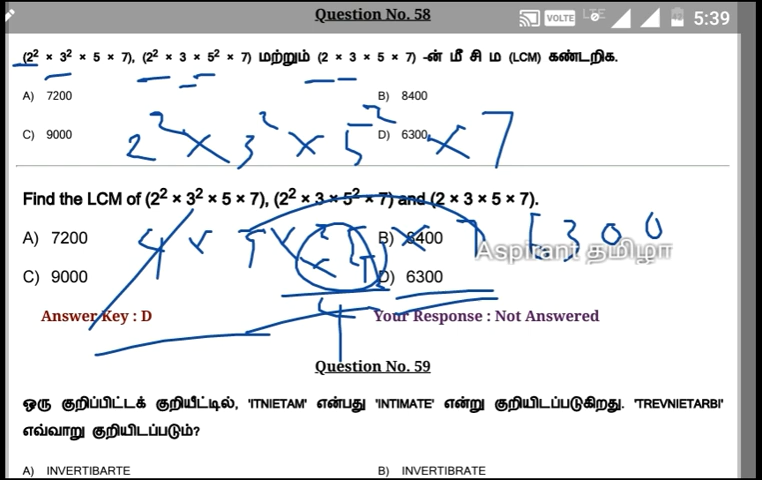 Question No. 58
VOLTE LTE 5:39
(2² × 3² × 5 × 7), (2² × 3 × 5² × 7) மற்றும் (2 × 3 × 5 × 7) -ன் மீ சி ம (LCM) கண்டறிக.
A) 7200 B) 8400
C) 9000 D) 6300
2² × 3² × 5² × 7
Find the LCM of (2² × 3² × 5 × 7), (2² × 3 × 5² × 7) and (2 × 3 × 5 × 7).
A) 7200 B) 8400
Aspirant தமிழா
C) 9000 D) 6300
Answer Key : D Your Response : Not Answered
Question No. 59
ஒரு குறிப்பிட்டக் குறியீட்டில், 'ITNIETAM' என்பது 'INTIMATE' என்று குறியிடப்படுகிறது. 'TREVNIETARBI'
எவ்வாறு குறியிடப்படும்?
A) INVERTIBARTE B) INVERTIBRATE